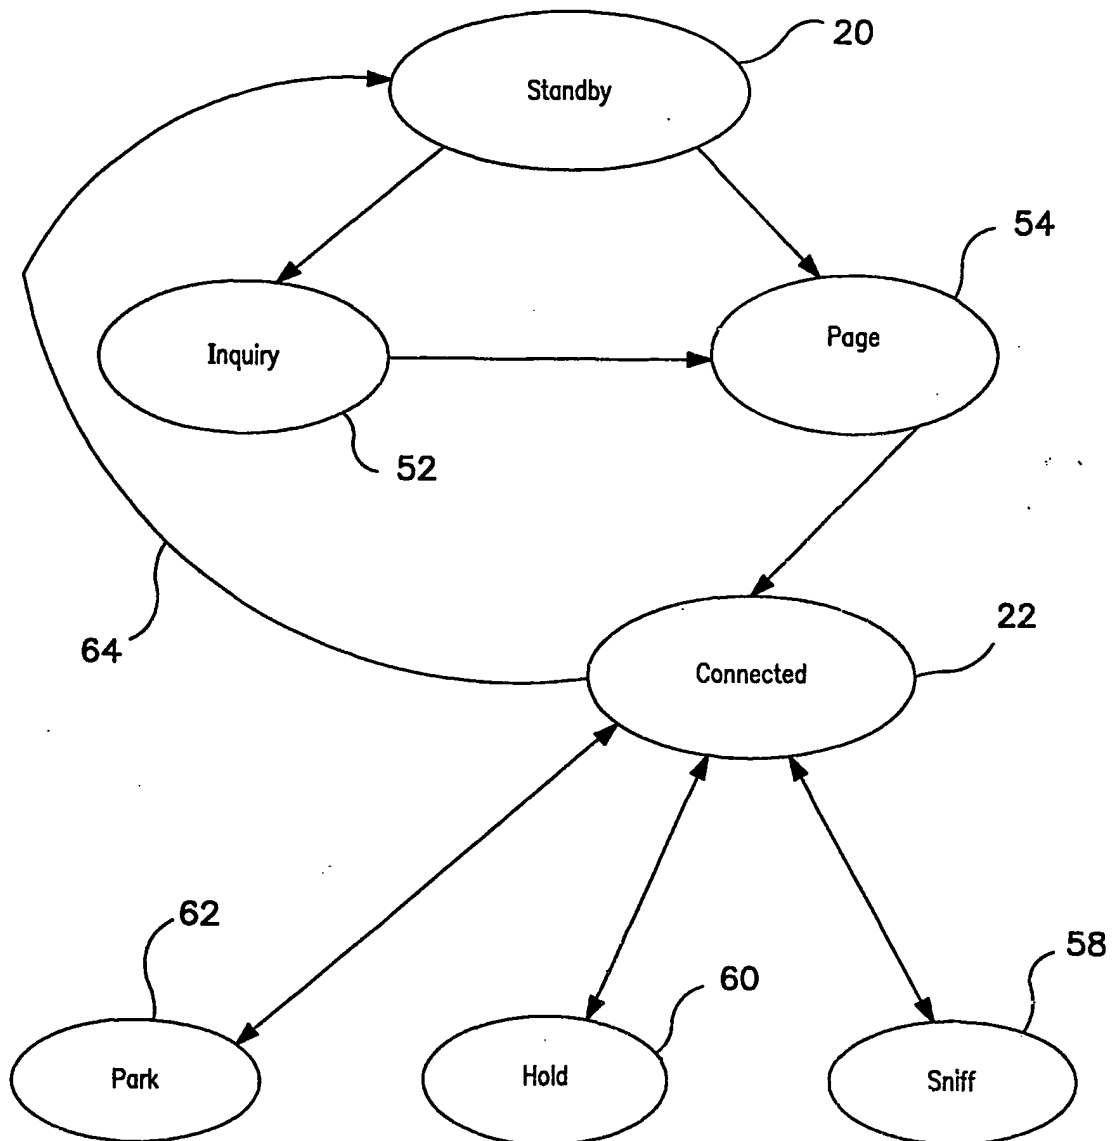 20
Standby
54
Page
Inquiry
52
22
Connected
64
62
58
60
Park
Hold
Sniff